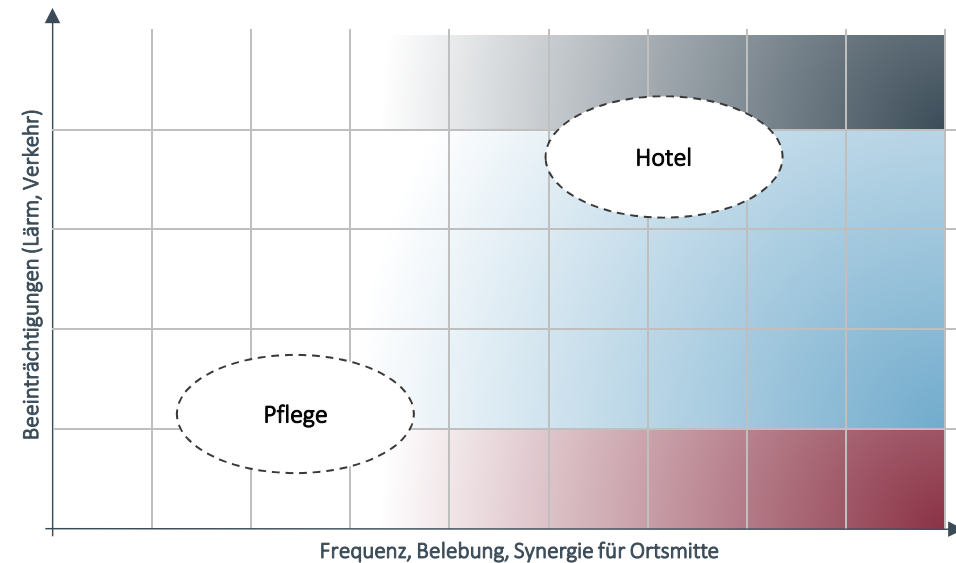 Beeinträchtigungen (Lärm, Verkehr)
Hotel
Pflege
Frequenz, Belebung, Synergie für Ortsmitte